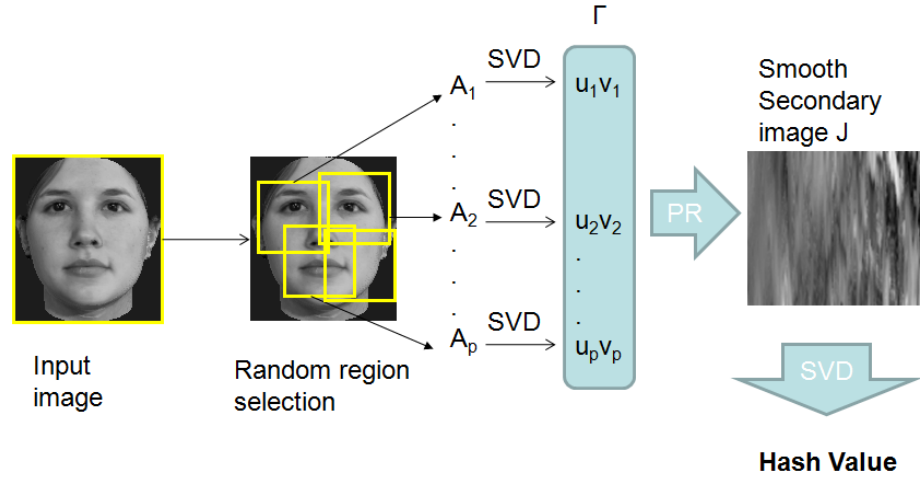 Γ
SVD
A₁
u₁v₁
Smooth
Secondary
image J
.
.
.
SVD
A₂
u₂v₂
PR
.
.
.
.
.
.
SVD
Aₚ
uₚvₚ
Input
image
Random region
selection
SVD
Hash Value